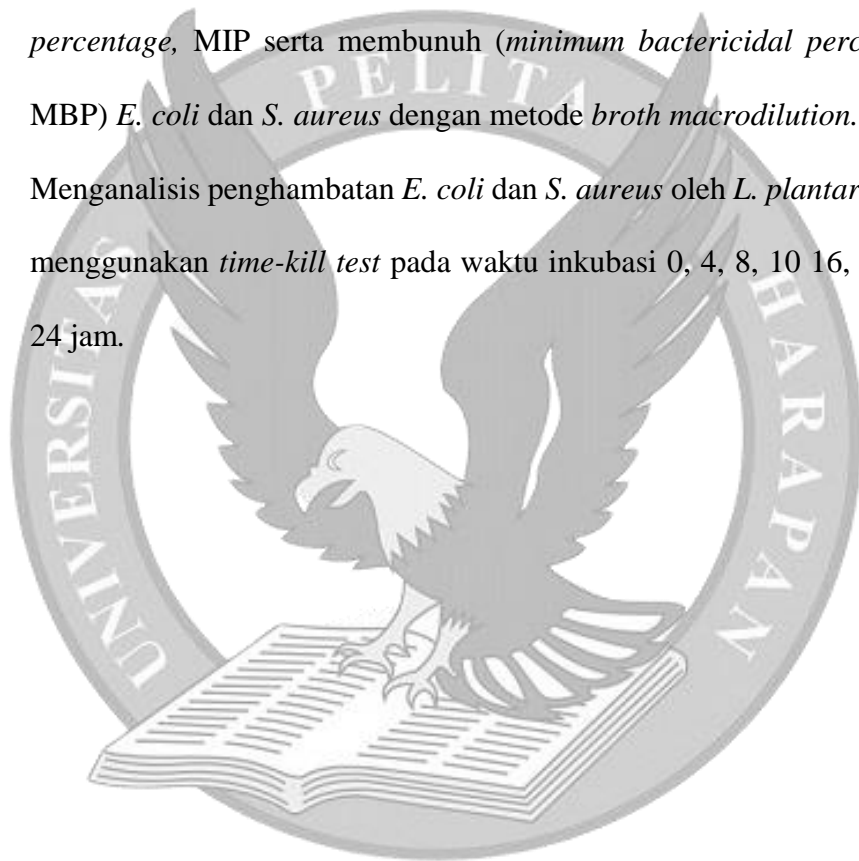 percentage, MIP serta membunuh (minimum bactericidal perc
MBP) E. coli dan S. aureus dengan metode broth macrodilution.
Menganalisis penghambatan E. coli dan S. aureus oleh L. plantar
menggunakan time-kill test pada waktu inkubasi 0, 4, 8, 10 16,
24 jam.
UNIVERSITAS PELITA HARAPAN